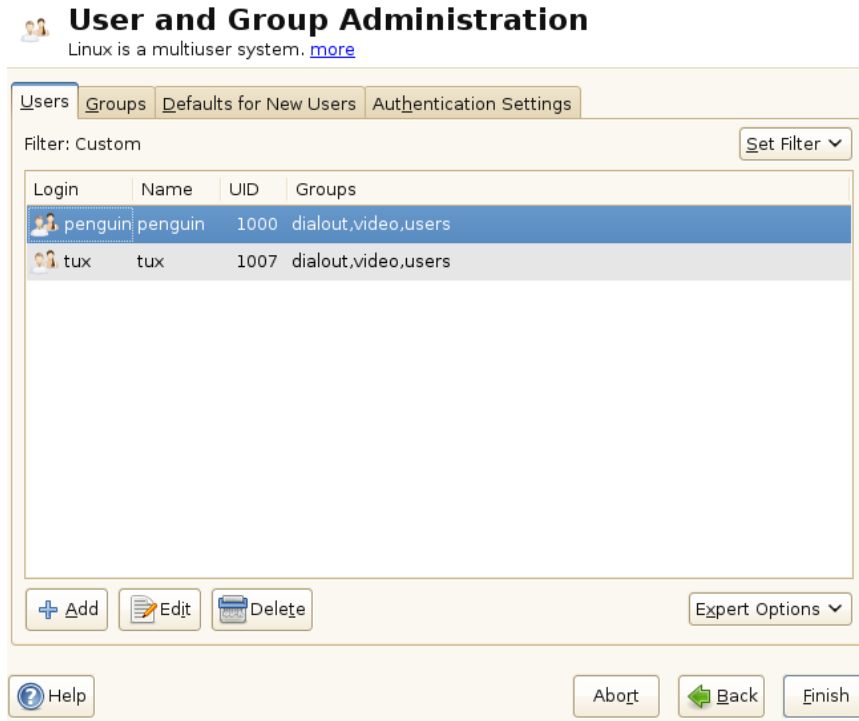 User and Group Administration
Linux is a multiuser system. more
Users Groups Defaults for New Users Authentication Settings
Filter: Custom Set Filter
Login Name UID Groups
penguin penguin 1000 dialout,video,users
tux tux 1007 dialout,video,users
Add Edit Delete Expert Options
Help Abort Back Finish